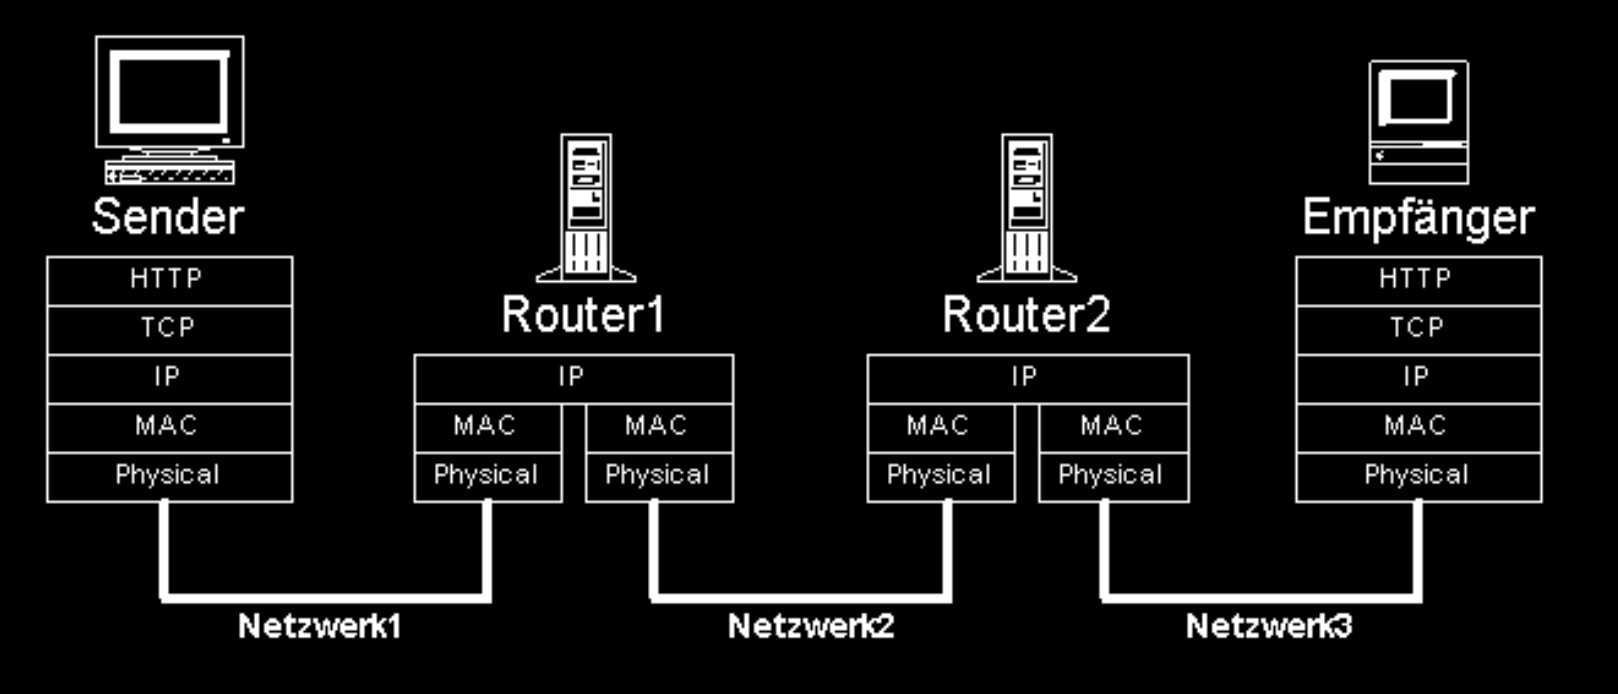 Sender
HTTP
TCP
IP
MAC
Physical
Router1
IP
MAC MAC
Physical Physical
Router2
IP
MAC MAC
Physical Physical
Empfänger
HTTP
TCP
IP
MAC
Physical
Netzwerk1
Netzwerk2
Netzwerk3